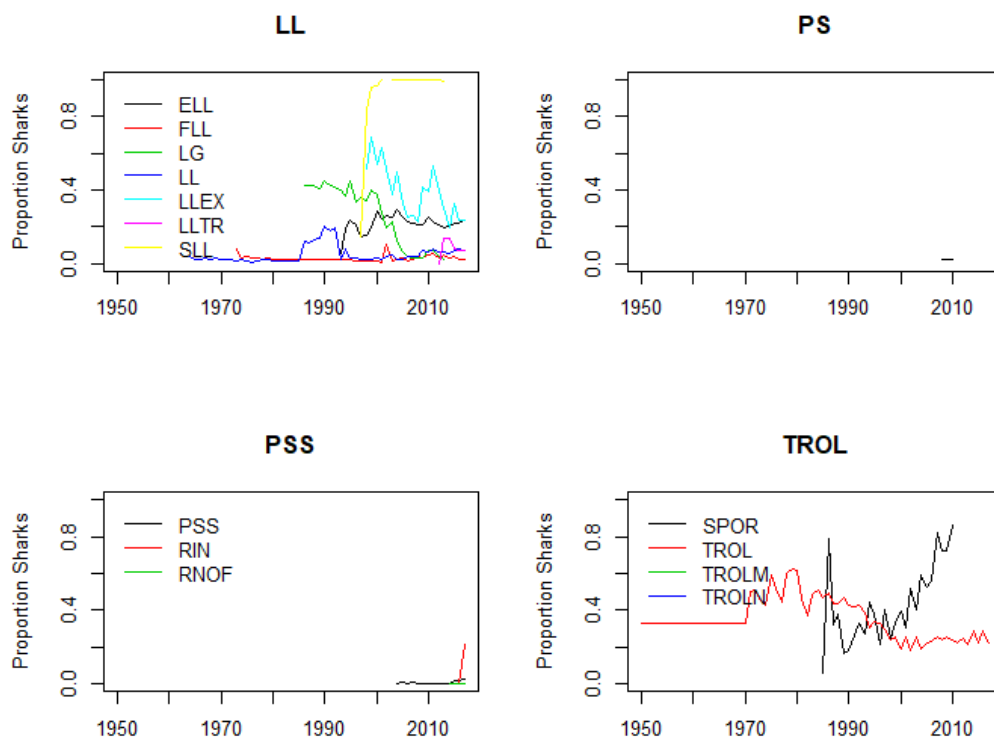 LL
Proportion Sharks
0.8
0.4
0.0
ELL
FLL
LG
LL
LLEX
LLTR
SLL
1950 1970 1990 2010
PS
Proportion Sharks
0.8
0.4
0.0
1950 1970 1990 2010
PSS
Proportion Sharks
0.8
0.4
0.0
PSS
RIN
RNOF
1950 1970 1990 2010
TROL
Proportion Sharks
0.8
0.4
0.0
SPOR
TROL
TROLM
TROLN
1950 1970 1990 2010